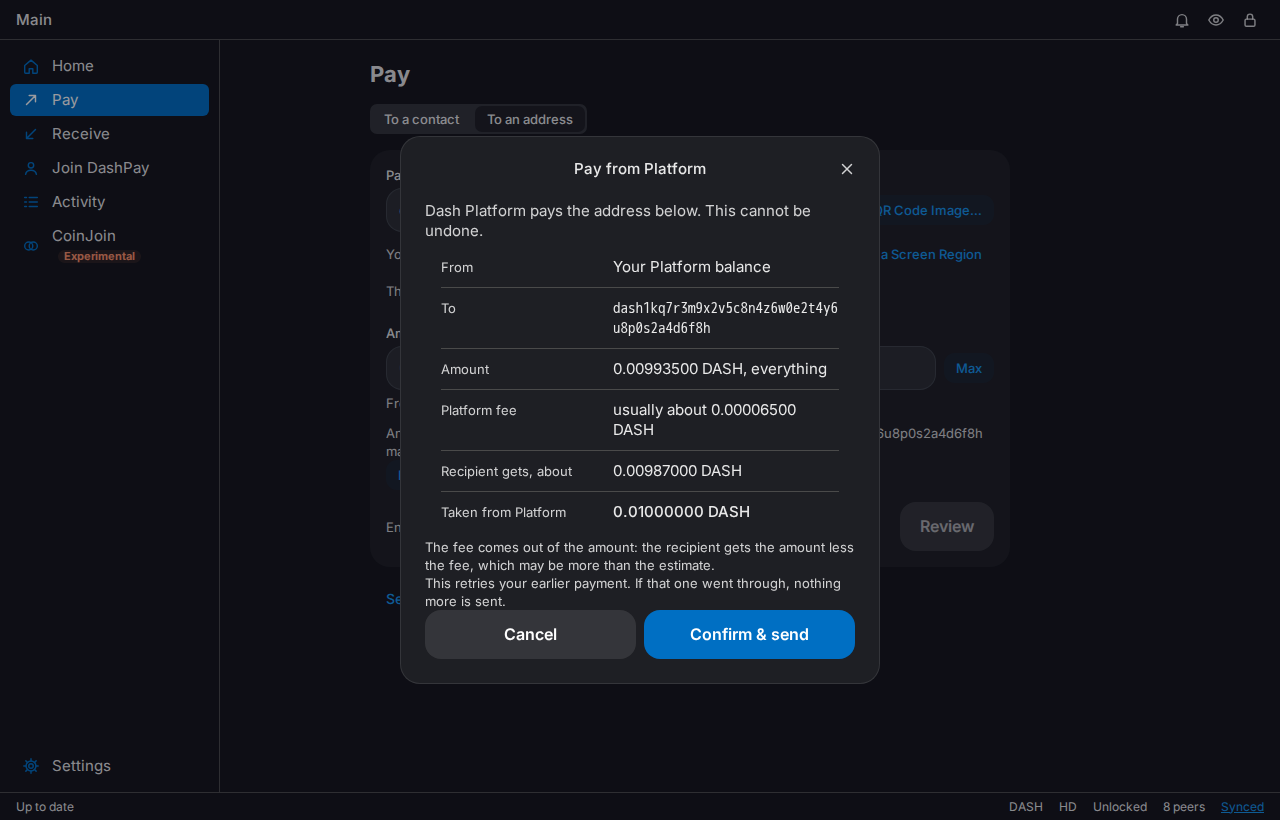 Main
Home
Pay
Receive
Join DashPay
Activity
CoinJoin
Experimental
Settings
Pay
To a contact
To an address
QR Code Image...
a Screen Region
Max
6u8p0s2a4d6f8h
Review
Pay from Platform
Dash Platform pays the address below. This cannot be
undone.
From
Your Platform balance
To
dash1kq7r3m9x2v5c8n4z6w0e2t4y6
u8p0s2a4d6f8h
Amount
0.00993500 DASH, everything
Platform fee
usually about 0.00006500
DASH
Recipient gets, about
0.00987000 DASH
Taken from Platform
0.01000000 DASH
The fee comes out of the amount: the recipient gets the amount less
the fee, which may be more than the estimate.
This retries your earlier payment. If that one went through, nothing
more is sent.
Cancel
Confirm & send
Up to date
DASH
HD
Unlocked
8 peers
Synced